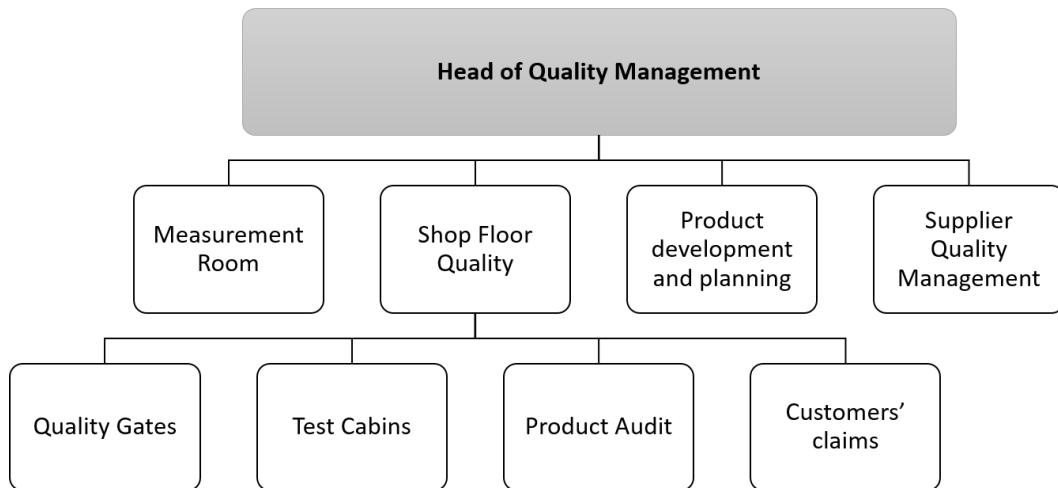 Head of Quality Management
Measurement
Room
Shop Floor
Quality
Product
development
and planning
Supplier
Quality
Management
Quality Gates
Test Cabins
Product Audit
Customers’
claims